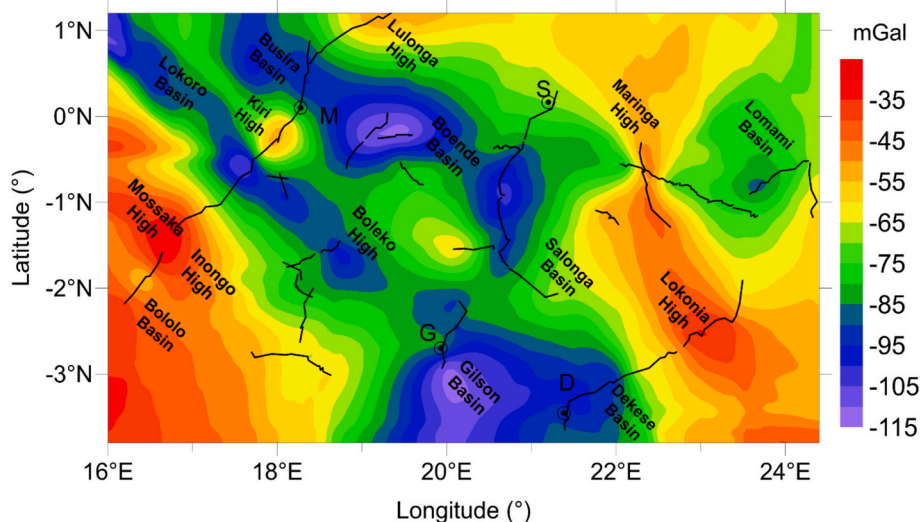 1°N
0°N
-1°N
-2°N
-3°N
Latitude (°)
16°E
18°E
20°E
22°E
24°E
Longitude (°)
mGal
-35
-45
-55
-65
-75
-85
-95
-105
-115
Lokoro
Basin
Busira
Basin
Lulonga
High
Kiri
High
M
S
Boende
Basin
Maringa
High
Lomami
Basin
Mossaka
High
Inongo
High
Bololo
Basin
Boleko
High
Salonga
Basin
Lokonia
High
G
Gilson
Basin
D
Dekese
Basin